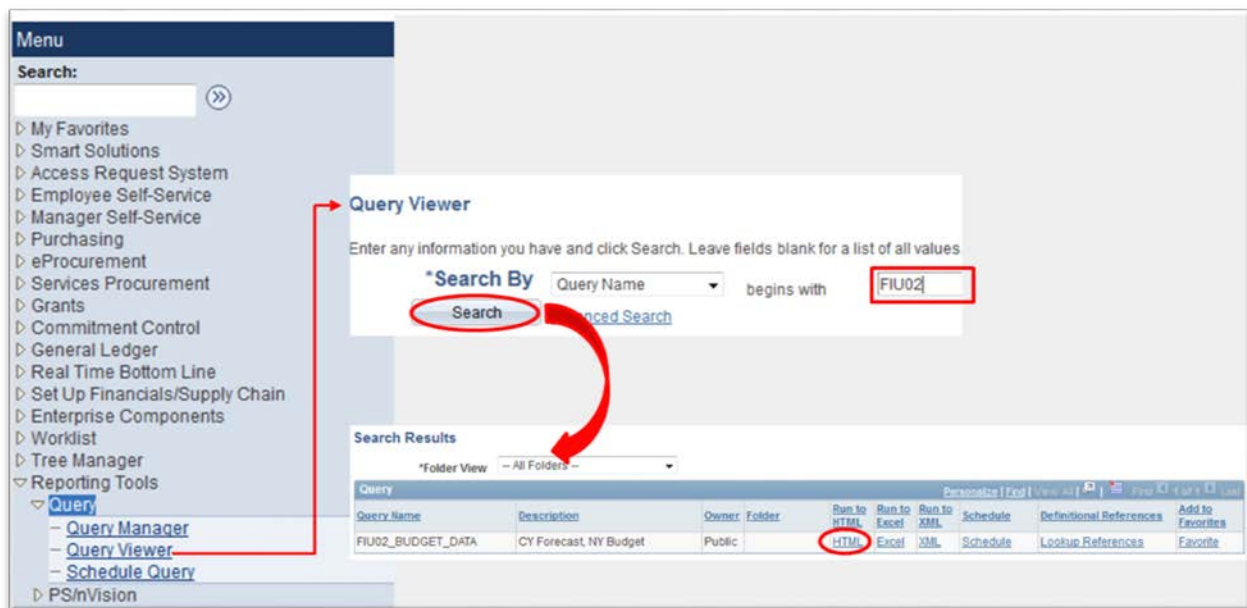 Menu
Search:
My Favorites
Smart Solutions
Access Request System
Employee Self-Service
Manager Self-Service
Purchasing
eProcurement
Services Procurement
Grants
Commitment Control
General Ledger
Real Time Bottom Line
Set Up Financials/Supply Chain
Enterprise Components
Worklist
Tree Manager
Reporting Tools
Query
Query Manager
Query Viewer
Schedule Query
PS/nVision
Query Viewer
Enter any information you have and click Search. Leave fields blank for a list of all values
*Search By Query Name begins with FIU02
Search Search
Search Results
*Folder View -- All Folders --
Query Personalize | Find | View All | First 1 of 1 Last
Query Name Description Owner Folder Run to HTML Run to Excel Run to XML Schedule Definitional References Add to Favorites
FIU02_BUDGET_DATA CY Forecast, NY Budget Public HTML Excel XML Schedule Lookup References Favorite